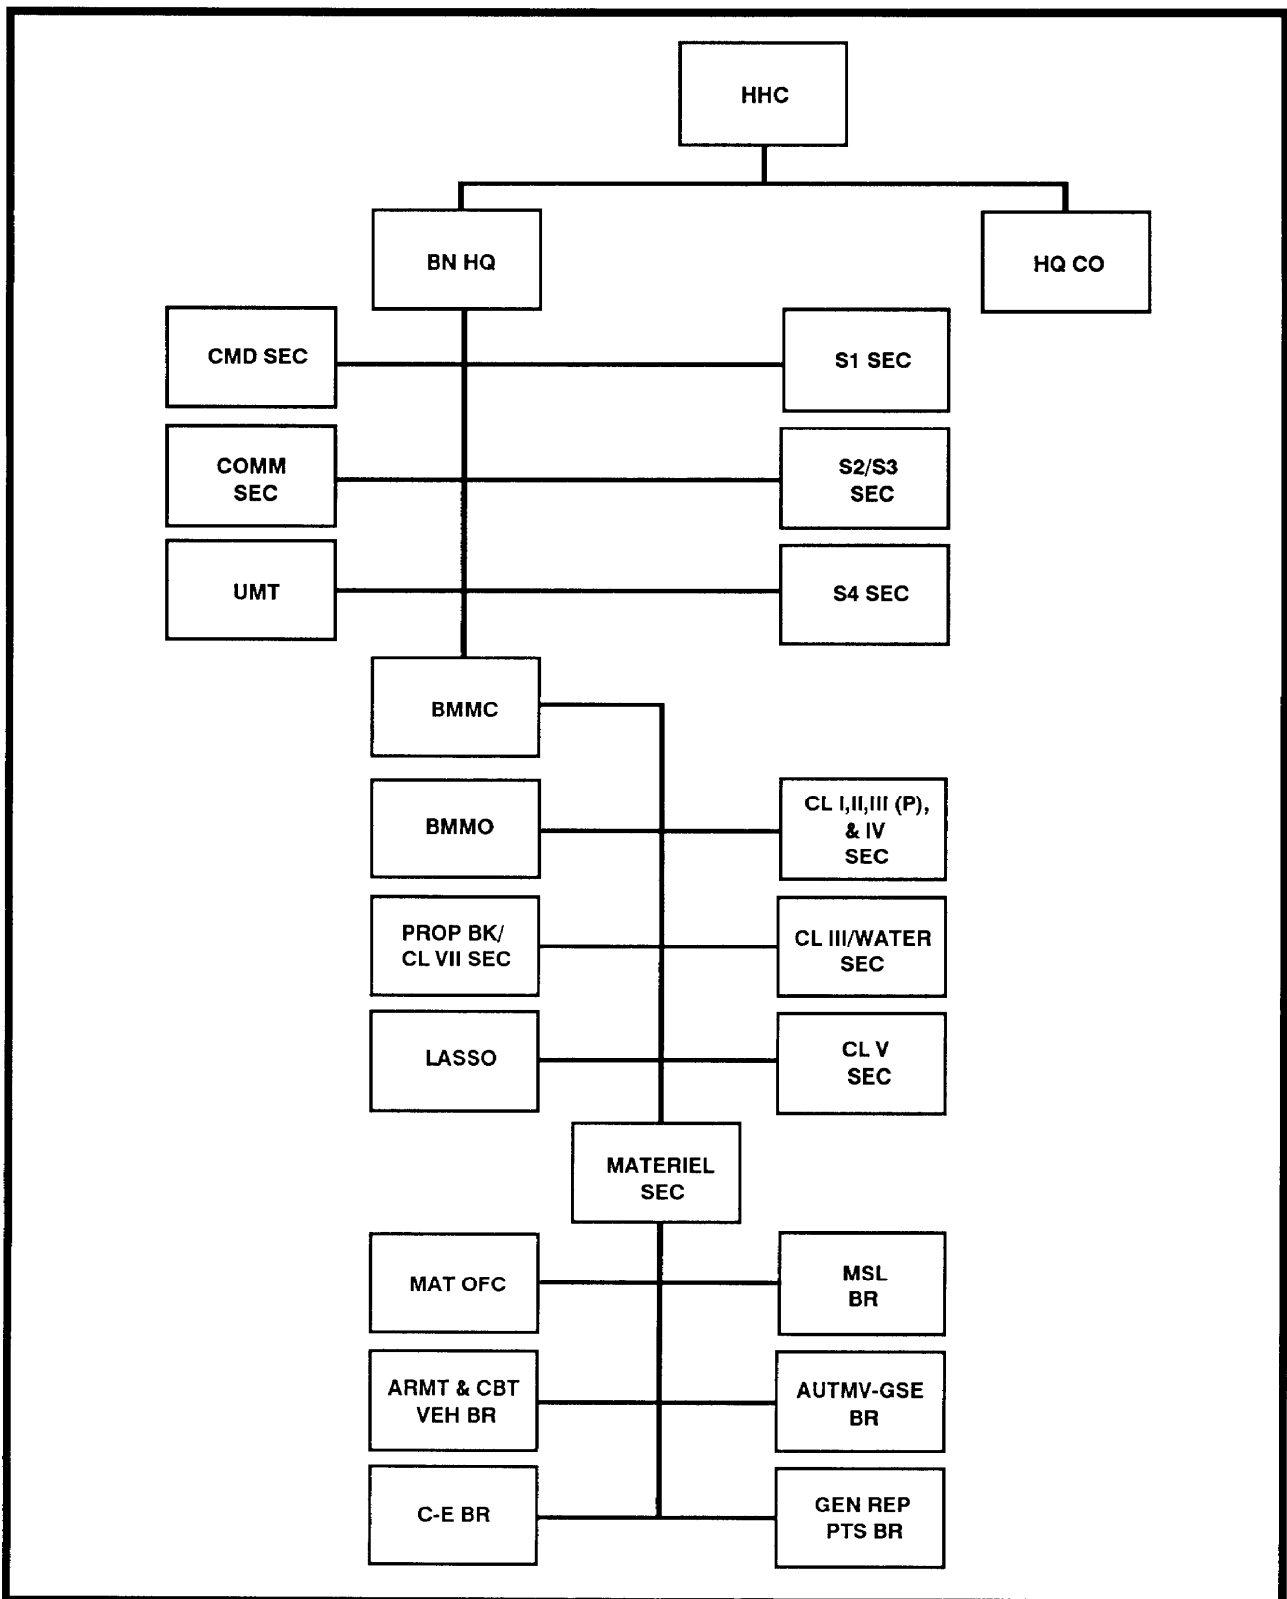 HHC
BN HQ
HQ CO
CMD SEC
S1 SEC
COMM
SEC
S2/S3
SEC
UMT
S4 SEC
BMMC
BMMO
CL I,II,III (P),
& IV
SEC
PROP BK/
CL VII SEC
CL III/WATER
SEC
LASSO
CL V
SEC
MATERIEL
SEC
MAT OFC
MSL
BR
ARMT & CBT
VEH BR
AUTMV-GSE
BR
C-E BR
GEN REP
PTS BR